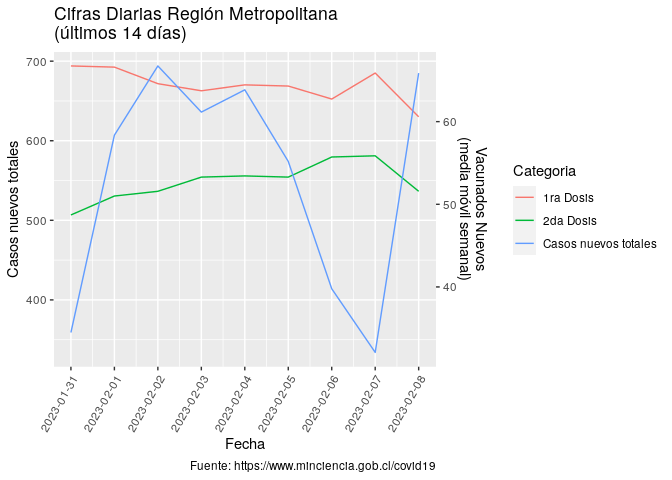 Cifras Diarias Región Metropolitana
(últimos 14 días)
700
600
500
400
Casos nuevos totales
60
50
40
Vacunados Nuevos
(media móvil semanal)
2023-01-31
2023-02-01
2023-02-02
2023-02-03
2023-02-04
2023-02-05
2023-02-06
2023-02-07
2023-02-08
Fecha
Categoria
1ra Dosis
2da Dosis
Casos nuevos totales
Fuente: https://www.minciencia.gob.cl/covid19